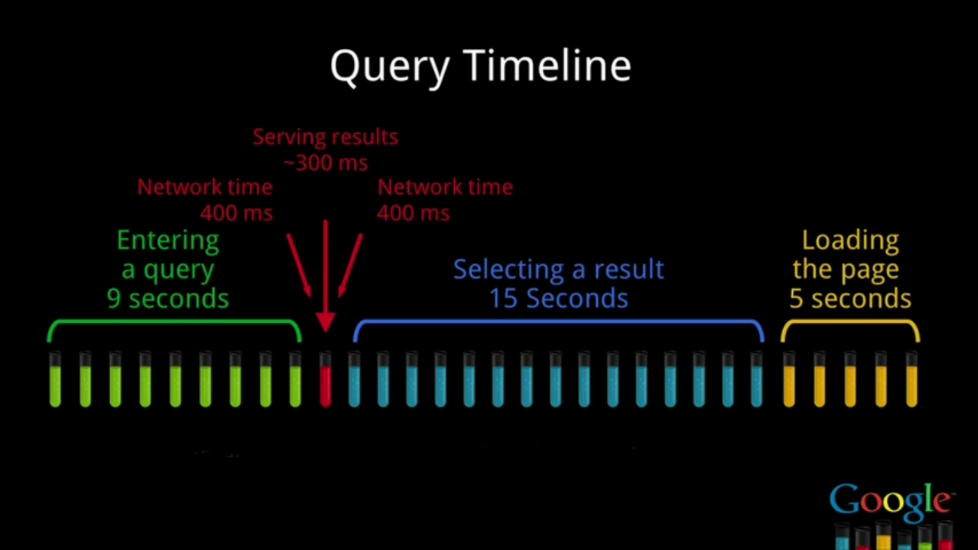 Query Timeline
Serving results
~300 ms
Network time
400 ms
Network time
400 ms
Entering
a query
9 seconds
Selecting a result
15 Seconds
Loading
the page
5 seconds
Google